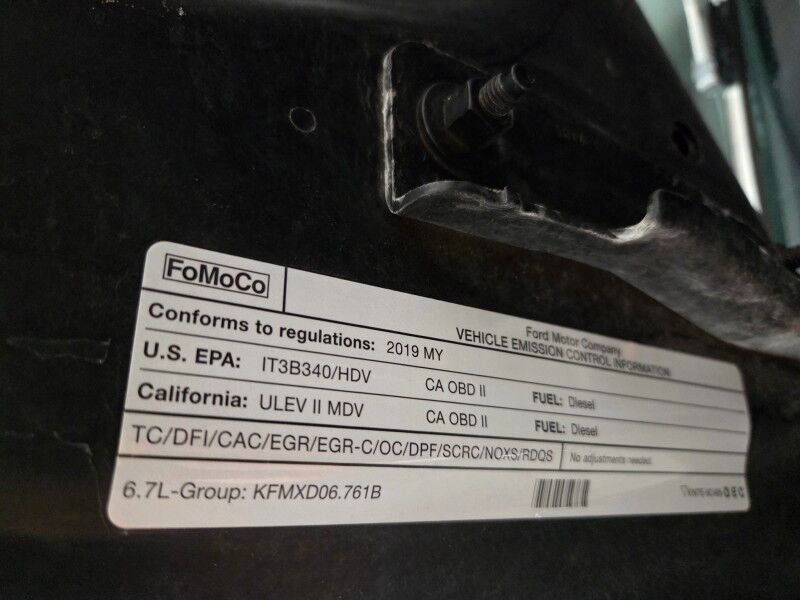 FoMoCo
Ford Motor Company
VEHICLE EMISSION CONTROL INFORMATION
Conforms to regulations: 2019 MY
U.S. EPA: IT3B340/HDV CA OBD II FUEL: Diesel
California: ULEV II MDV CA OBD II FUEL: Diesel
TC/DFI/CAC/EGR/EGR-C/OC/DPF/SCRC/NOXS/RDQS No adjustments needed.
6.7L-Group: KFMXD06.761B